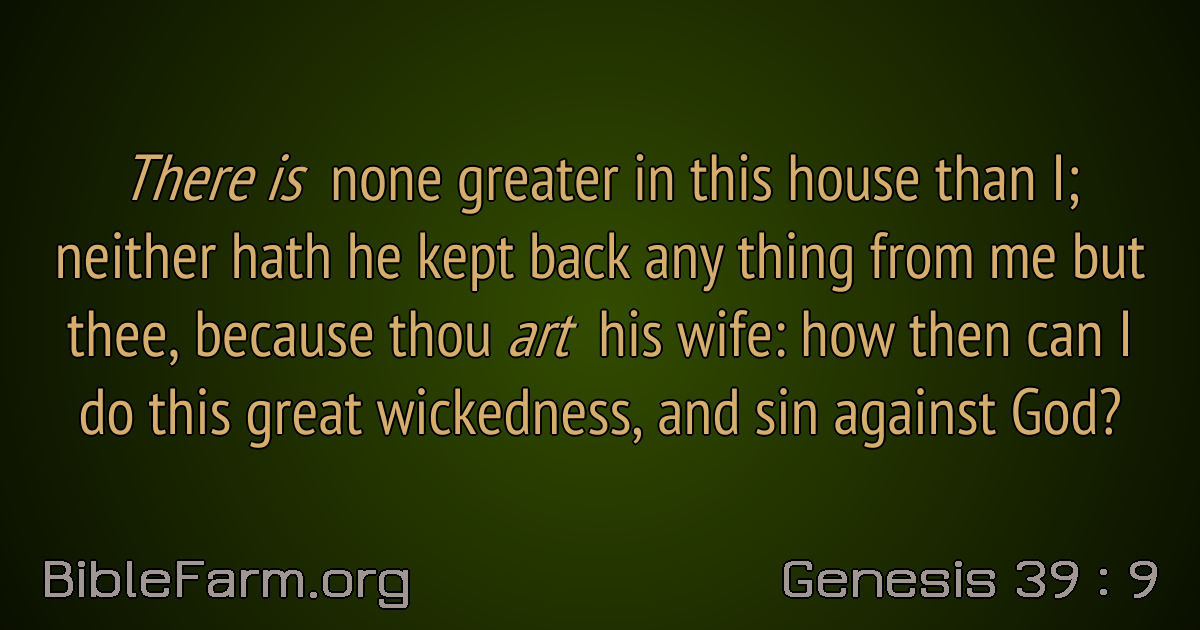 There is none greater in this house than I;
neither hath he kept back any thing from me but
thee, because thou art his wife: how then can I
do this great wickedness, and sin against God?
BibleFarm.org
Genesis 39 : 9